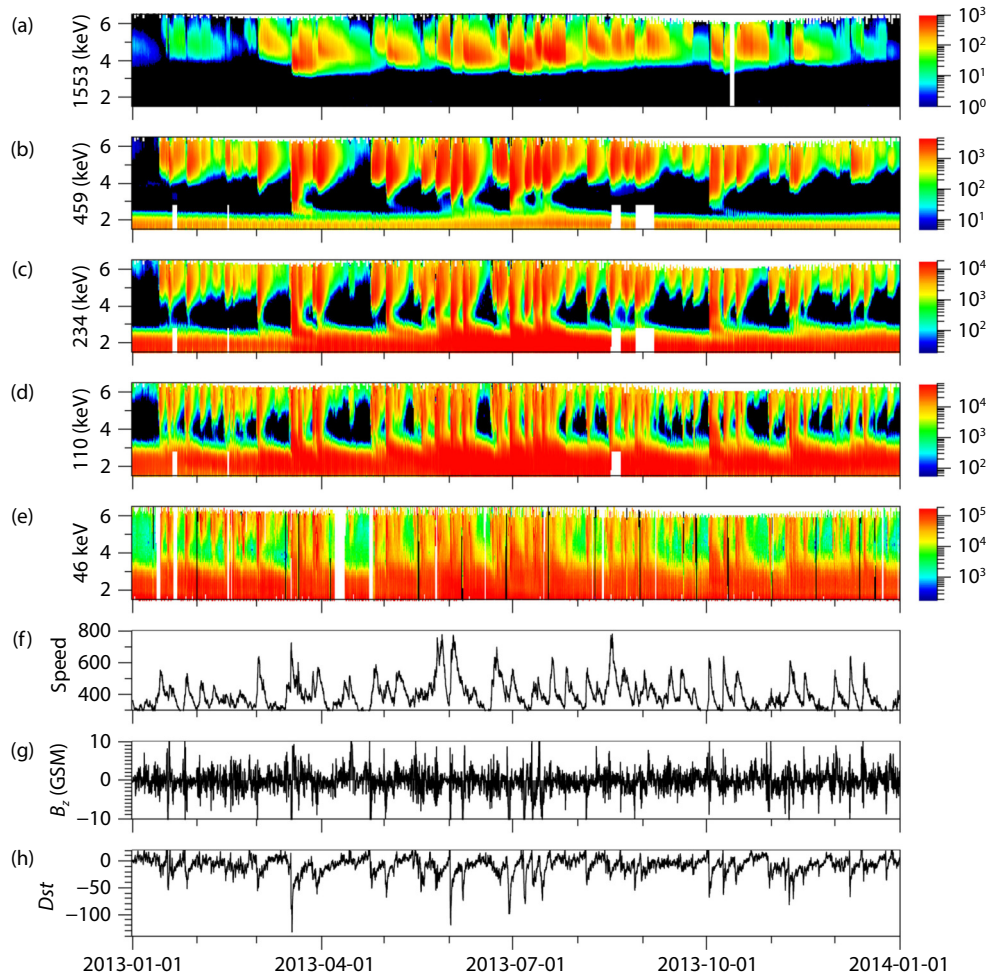 (a)
1553 (keV)
6
4
2
10³
10²
10¹
10⁰
(b)
459 (keV)
6
4
2
10³
10²
10¹
(c)
234 (keV)
6
4
2
10⁴
10³
10²
(d)
110 (keV)
6
4
2
10⁴
10³
10²
(e)
46 keV
6
4
2
10⁵
10⁴
10³
(f)
Speed
800
600
400
(g)
Bz (GSM)
10
0
−10
(h)
Dst
0
−50
−100
2013-01-01 2013-04-01 2013-07-01 2013-10-01 2014-01-01